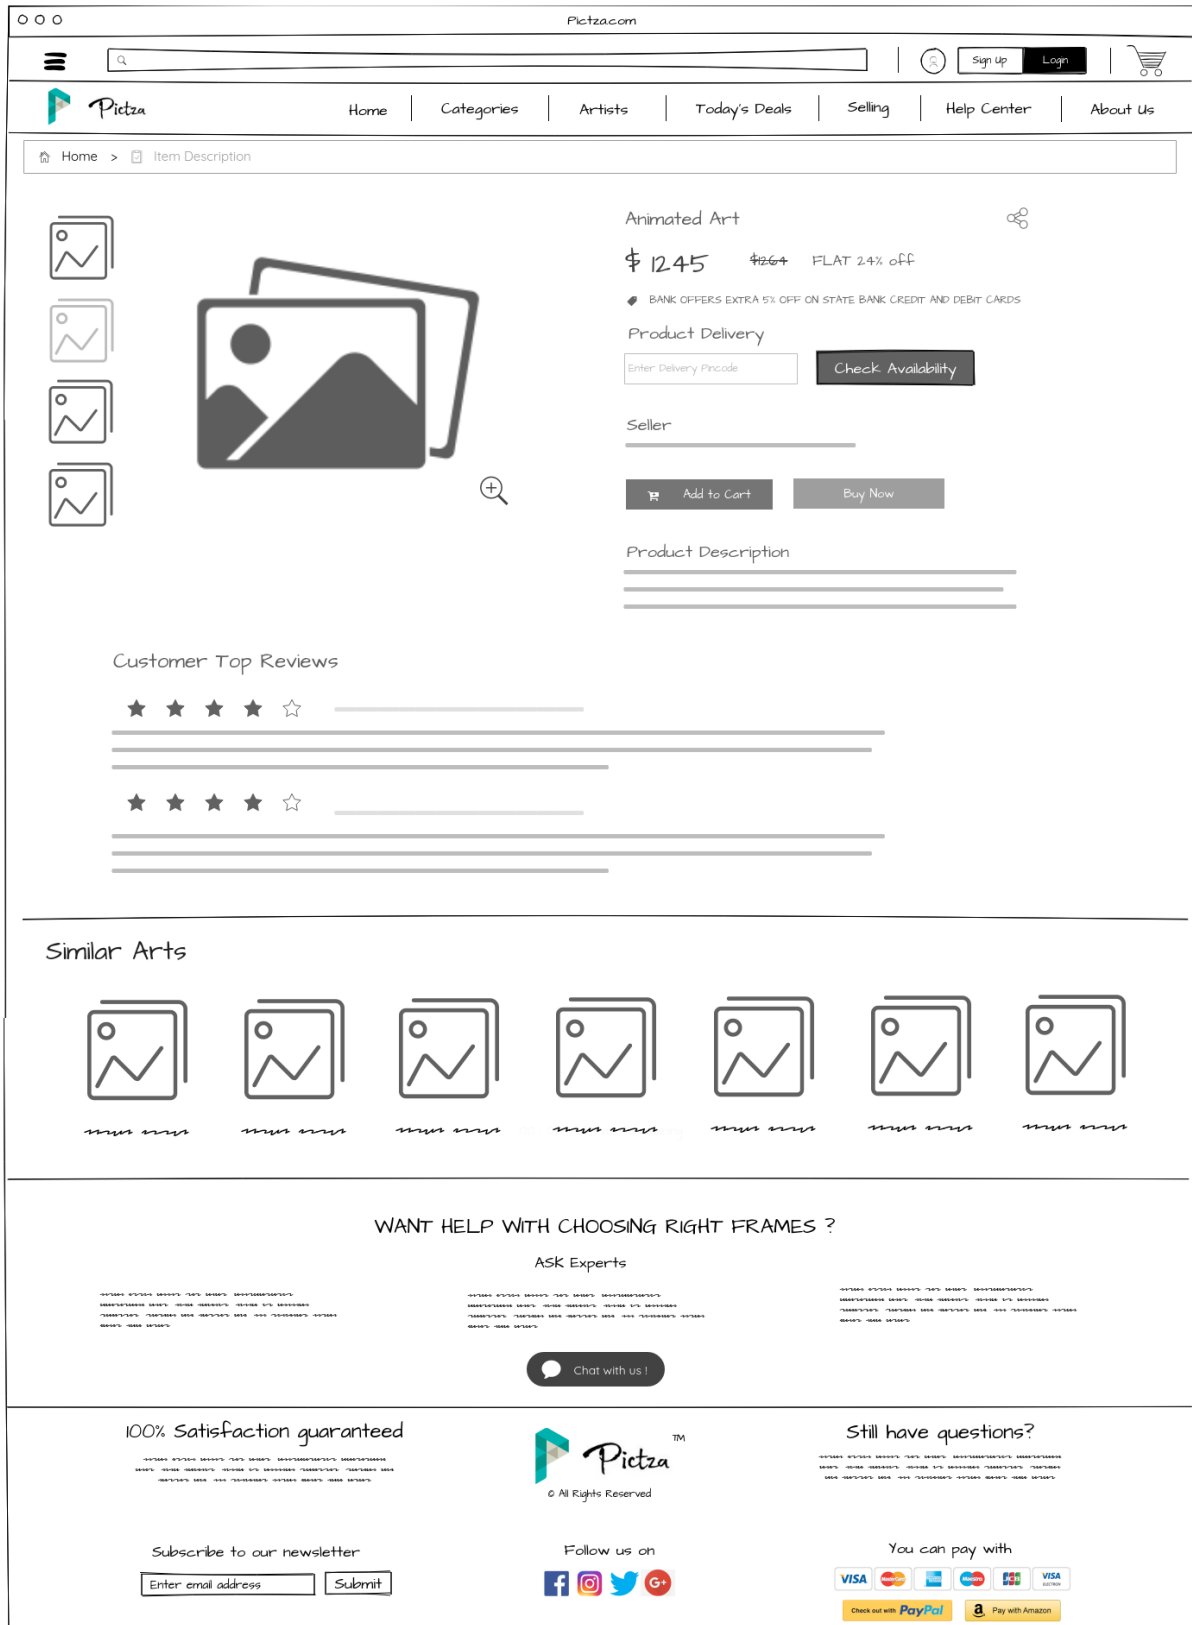 Pictza.com
Sign Up
Login
Pictza
Home
Categories
Artists
Today's Deals
Selling
Help Center
About Us
Home > Item Description
Animated Art
$ 1245 $1264 FLAT 24% off
BANK OFFERS EXTRA 5% OFF ON STATE BANK CREDIT AND DEBIT CARDS
Product Delivery
Enter Delivery Pincode
Check Availability
Seller
Add to Cart
Buy Now
Product Description
Customer Top Reviews
Similar Arts
WANT HELP WITH CHOOSING RIGHT FRAMES ?
ASK Experts
Chat with us !
100% Satisfaction guaranteed
Pictza TM
© All Rights Reserved
Still have questions?
Subscribe to our newsletter
Enter email address
Submit
Follow us on
G+
You can pay with
VISA
MasterCard
Maestro
JCB
VISA
ELECTRON
Check out with PayPal
a Pay with Amazon